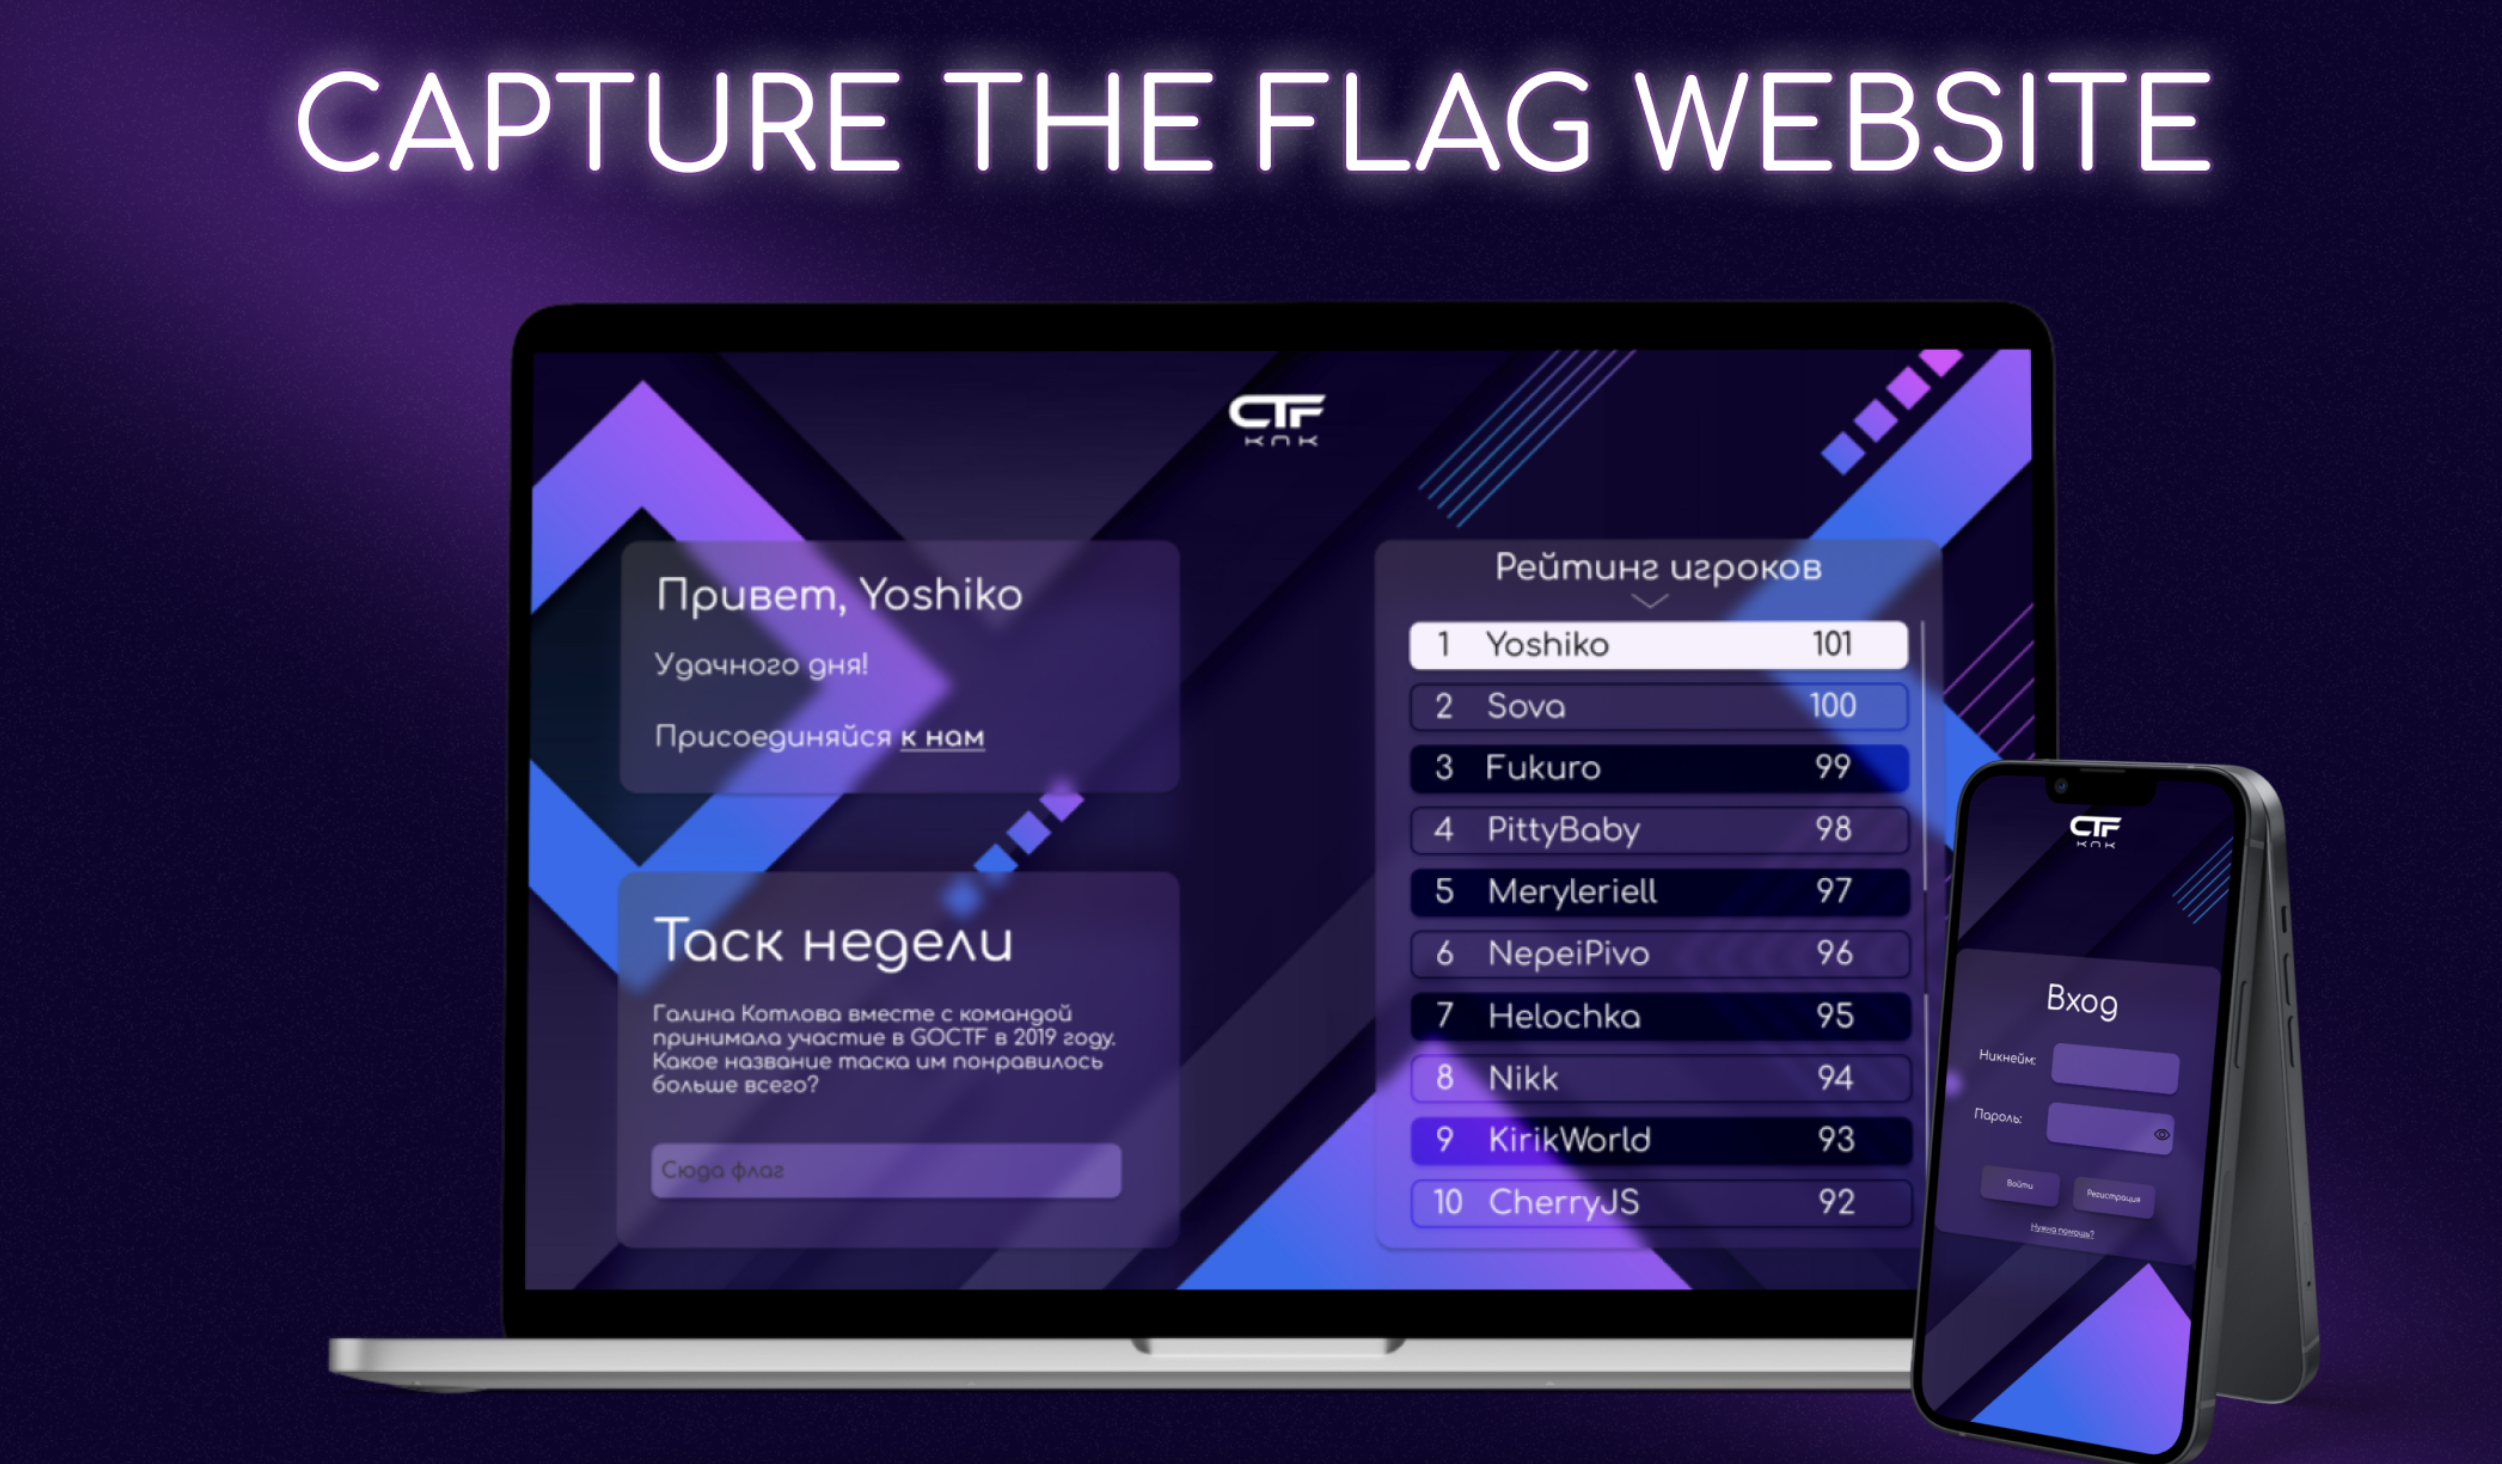 CAPTURE THE FLAG WEBSITE
CTF
КПК
Привет, Yoshiko
Удачного дня!
Присоединяйся к нам
Таск недели
Галина Котлова вместе с командой
принимала участие в GOCTF в 2019 году.
Какое название таска им понравилось
больше всего?
Сюда флаг
Рейтинг игроков
1 Yoshiko 101
2 Sova 100
3 Fukuro 99
4 PittyBaby 98
5 Meryleriell 97
6 NepeiPivo 96
7 Helochka 95
8 Nikk 94
9 KirikWorld 93
10 CherryJS 92
CTF
КПК
Вход
Никнейм:
Пароль:
Войти Регистрация
Нужна помощь?